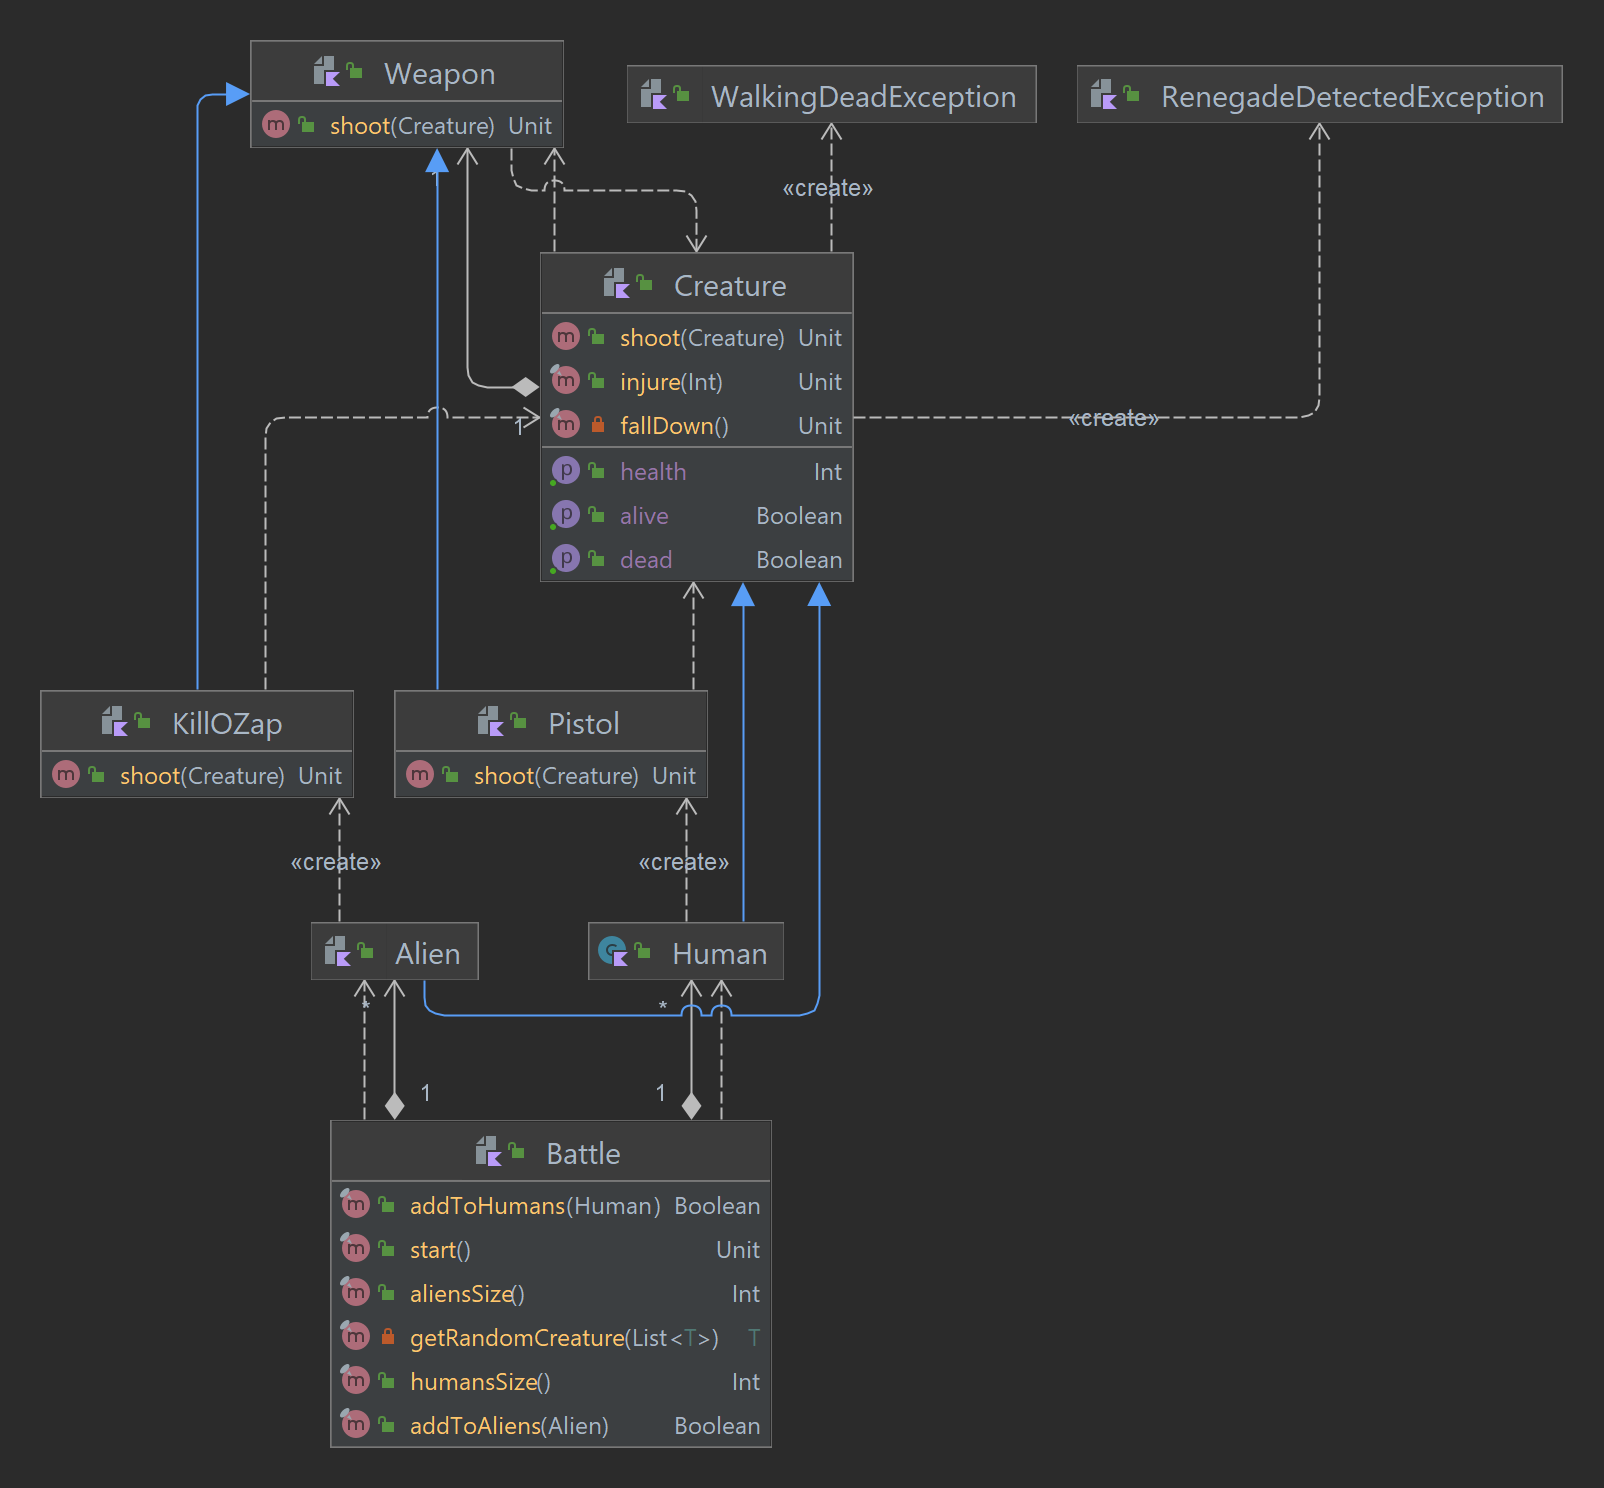 Weapon
shoot(Creature) Unit
WalkingDeadException
RenegadeDetectedException
«create»
1
Creature
shoot(Creature) Unit
injure(Int) Unit
fallDown() Unit
health Int
alive Boolean
dead Boolean
1
«create»
KillOZap
shoot(Creature) Unit
Pistol
shoot(Creature) Unit
«create»
«create»
Alien
Human
*
*
1
1
Battle
addToHumans(Human) Boolean
start() Unit
aliensSize() Int
getRandomCreature(List<T>) T
humansSize() Int
addToAliens(Alien) Boolean